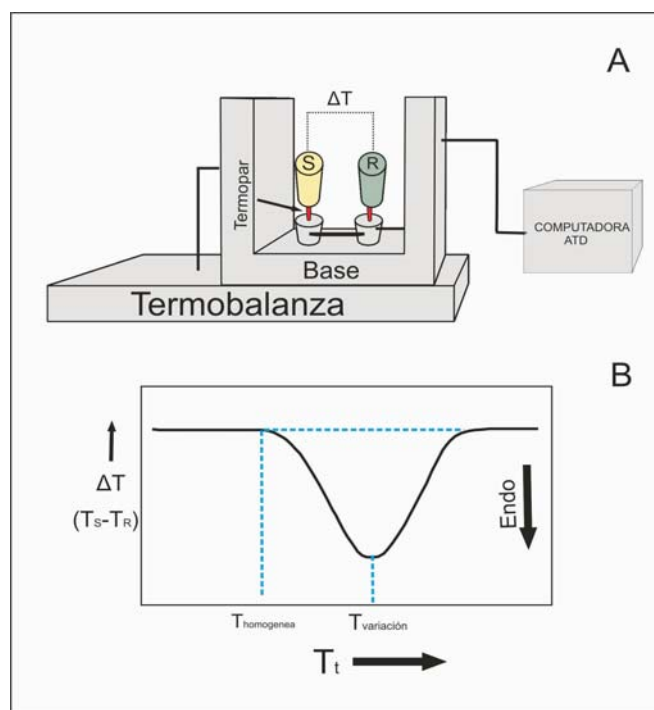 A
ΔT
S
R
Termopar
COMPUTADORA
ATD
Base
Termobalanza
B
ΔT
(Ts-TR)
Endo
Thomogenea
Tvariación
Tt